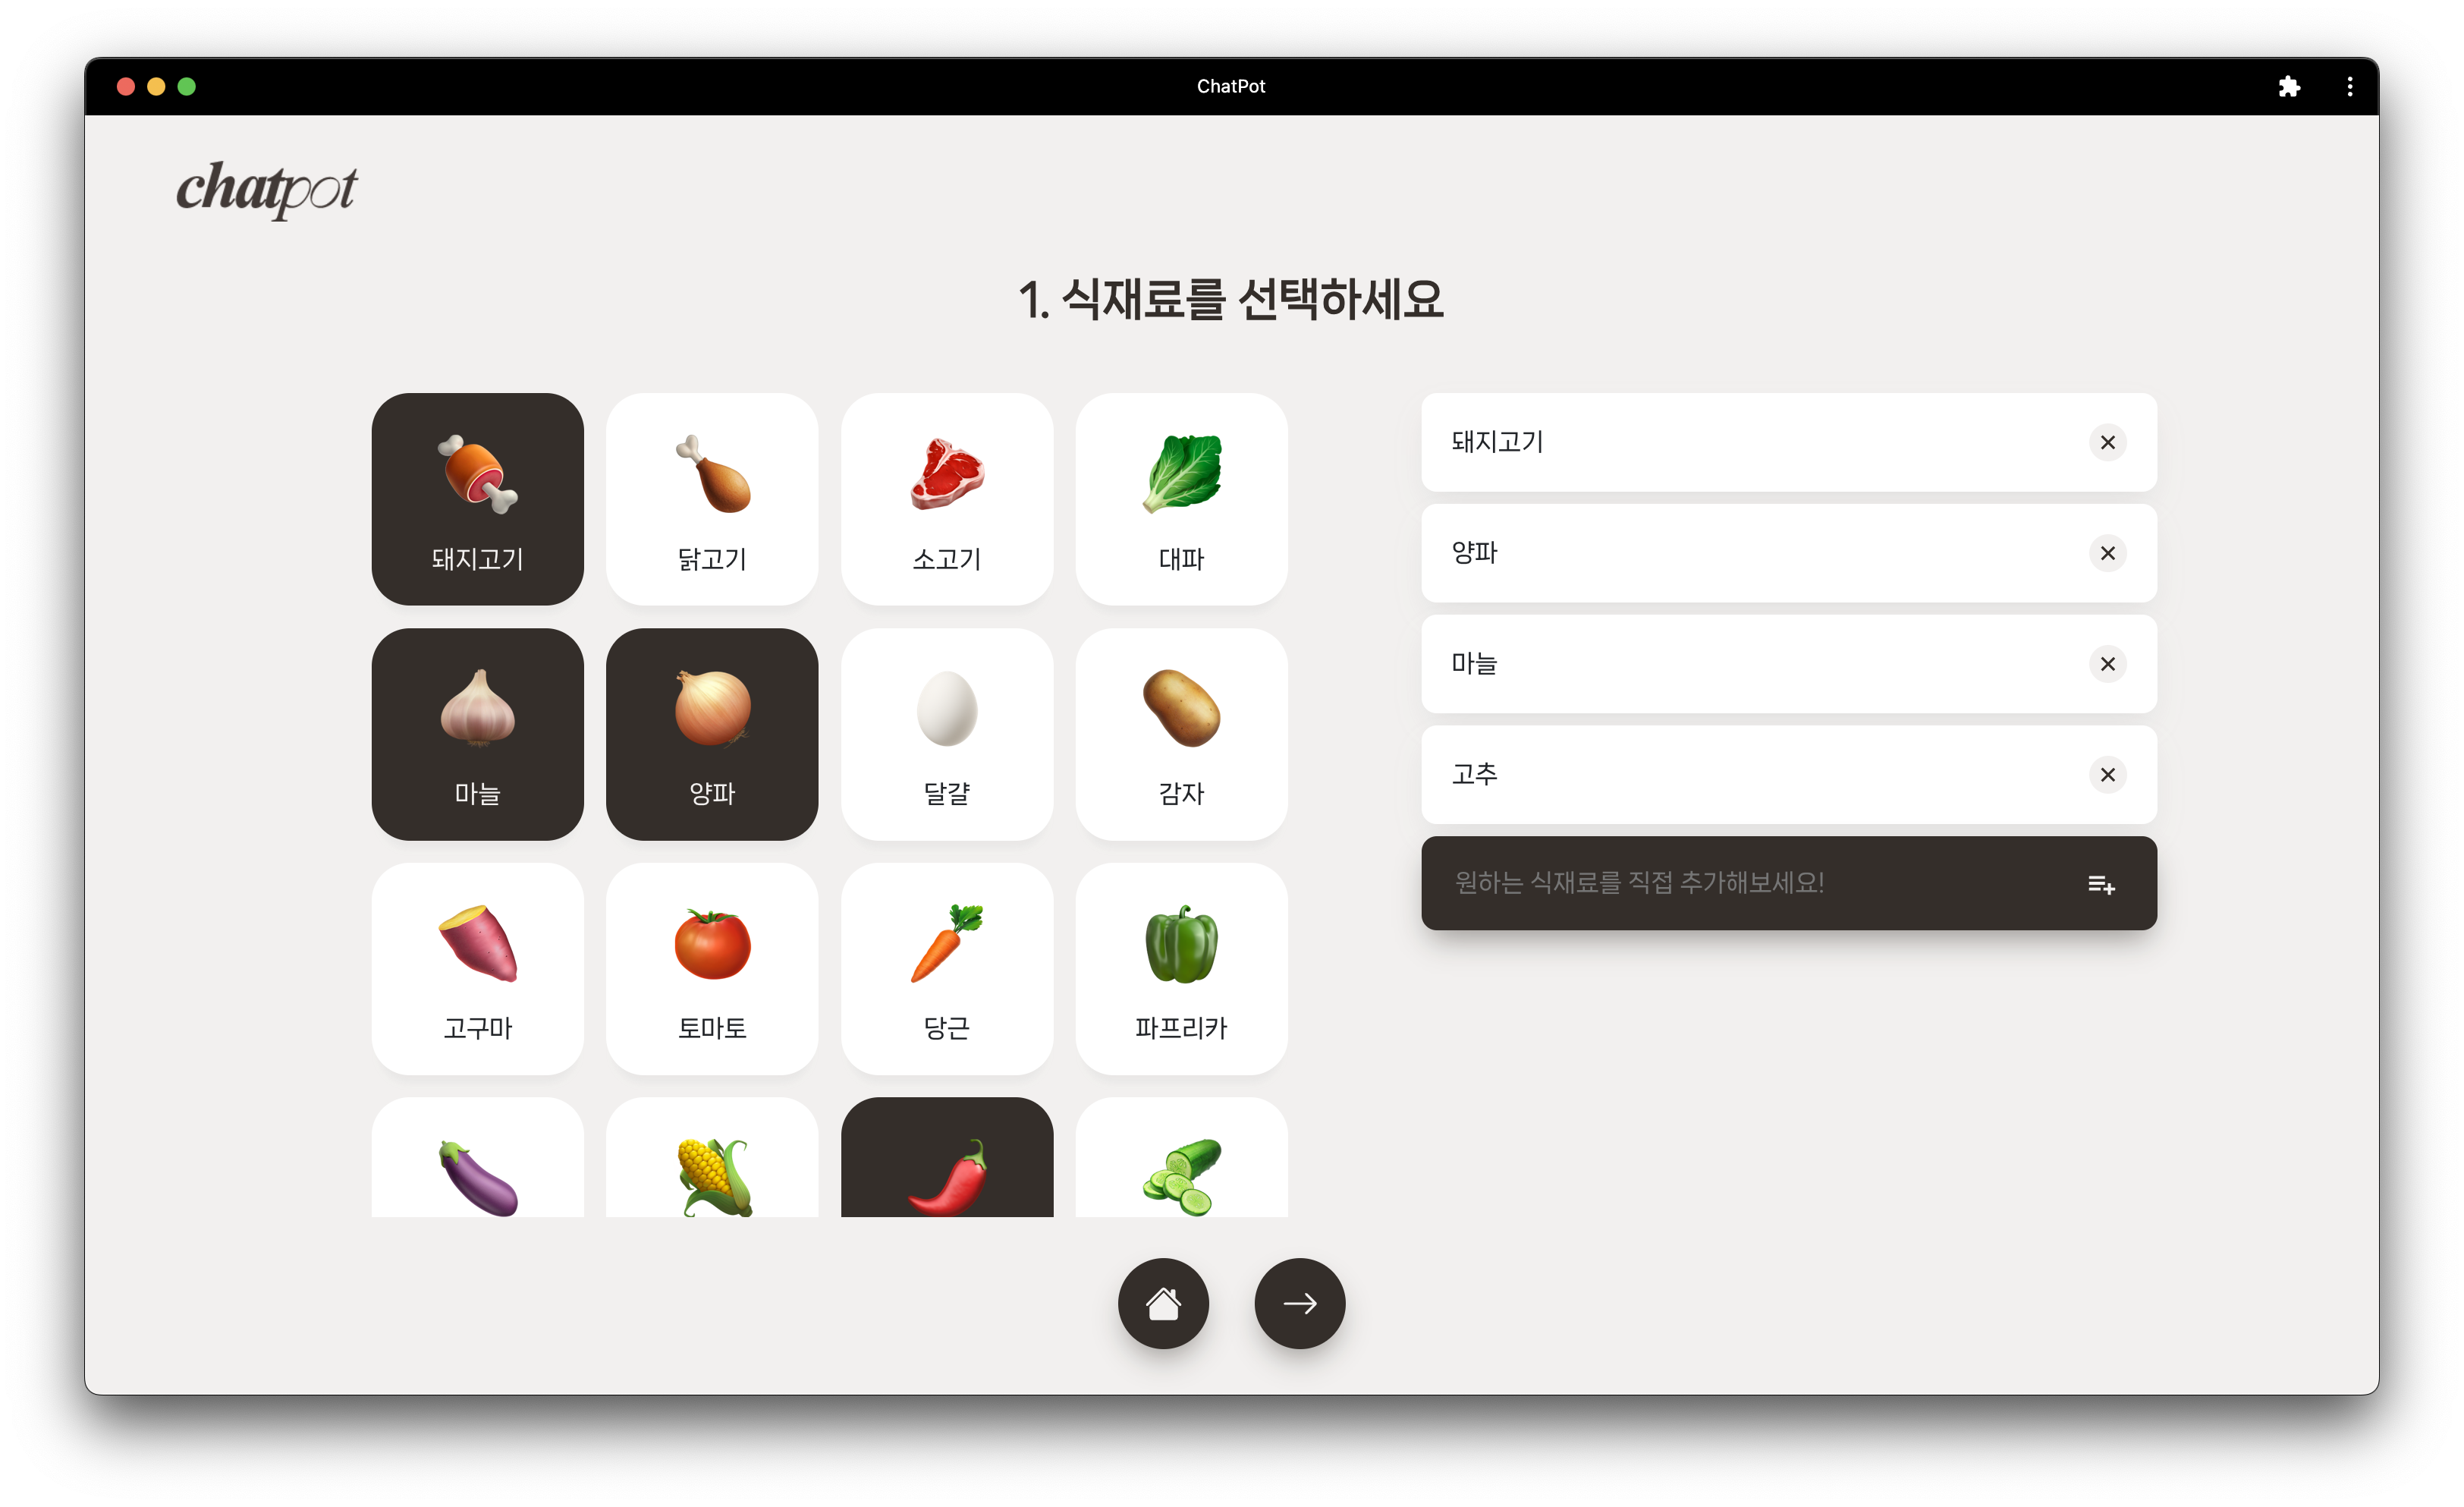 ChatPot
chatpot
1. 식재료를 선택하세요
돼지고기
닭고기
소고기
대파
마늘
양파
달걀
감자
고구마
토마토
당근
파프리카
돼지고기
양파
마늘
고추
원하는 식재료를 직접 추가해보세요!